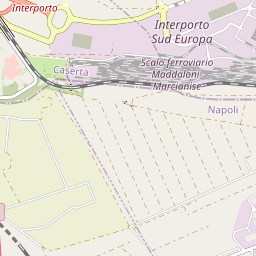 Interporto
Interporto
Sud Europa
Scalo ferroviario
Maddaloni-
Marcianise
Caserta
Napoli